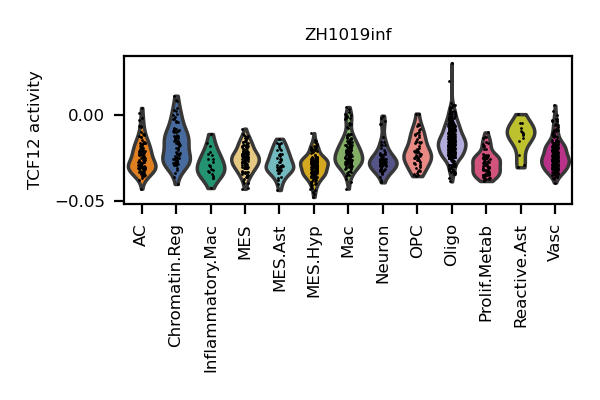 ZH1019inf
TCF12 activity
0.00
−0.05
AC
Chromatin.Reg
Inflammatory.Mac
MES
MES.Ast
MES.Hyp
Mac
Neuron
OPC
Oligo
Prolif.Metab
Reactive.Ast
Vasc